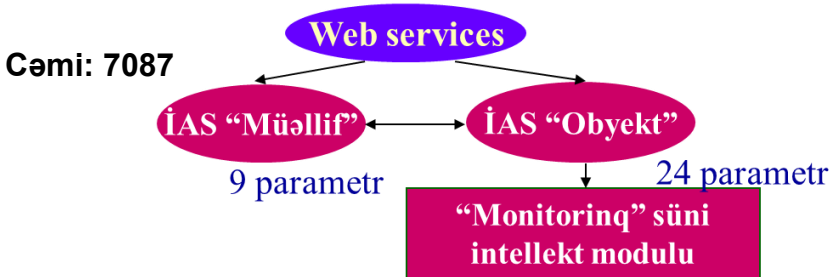 Web services
Cəmi: 7087
İAS “Müəllif”
İAS “Obyekt”
9 parametr
24 parametr
“Monitorinq” süni
intellekt modulu